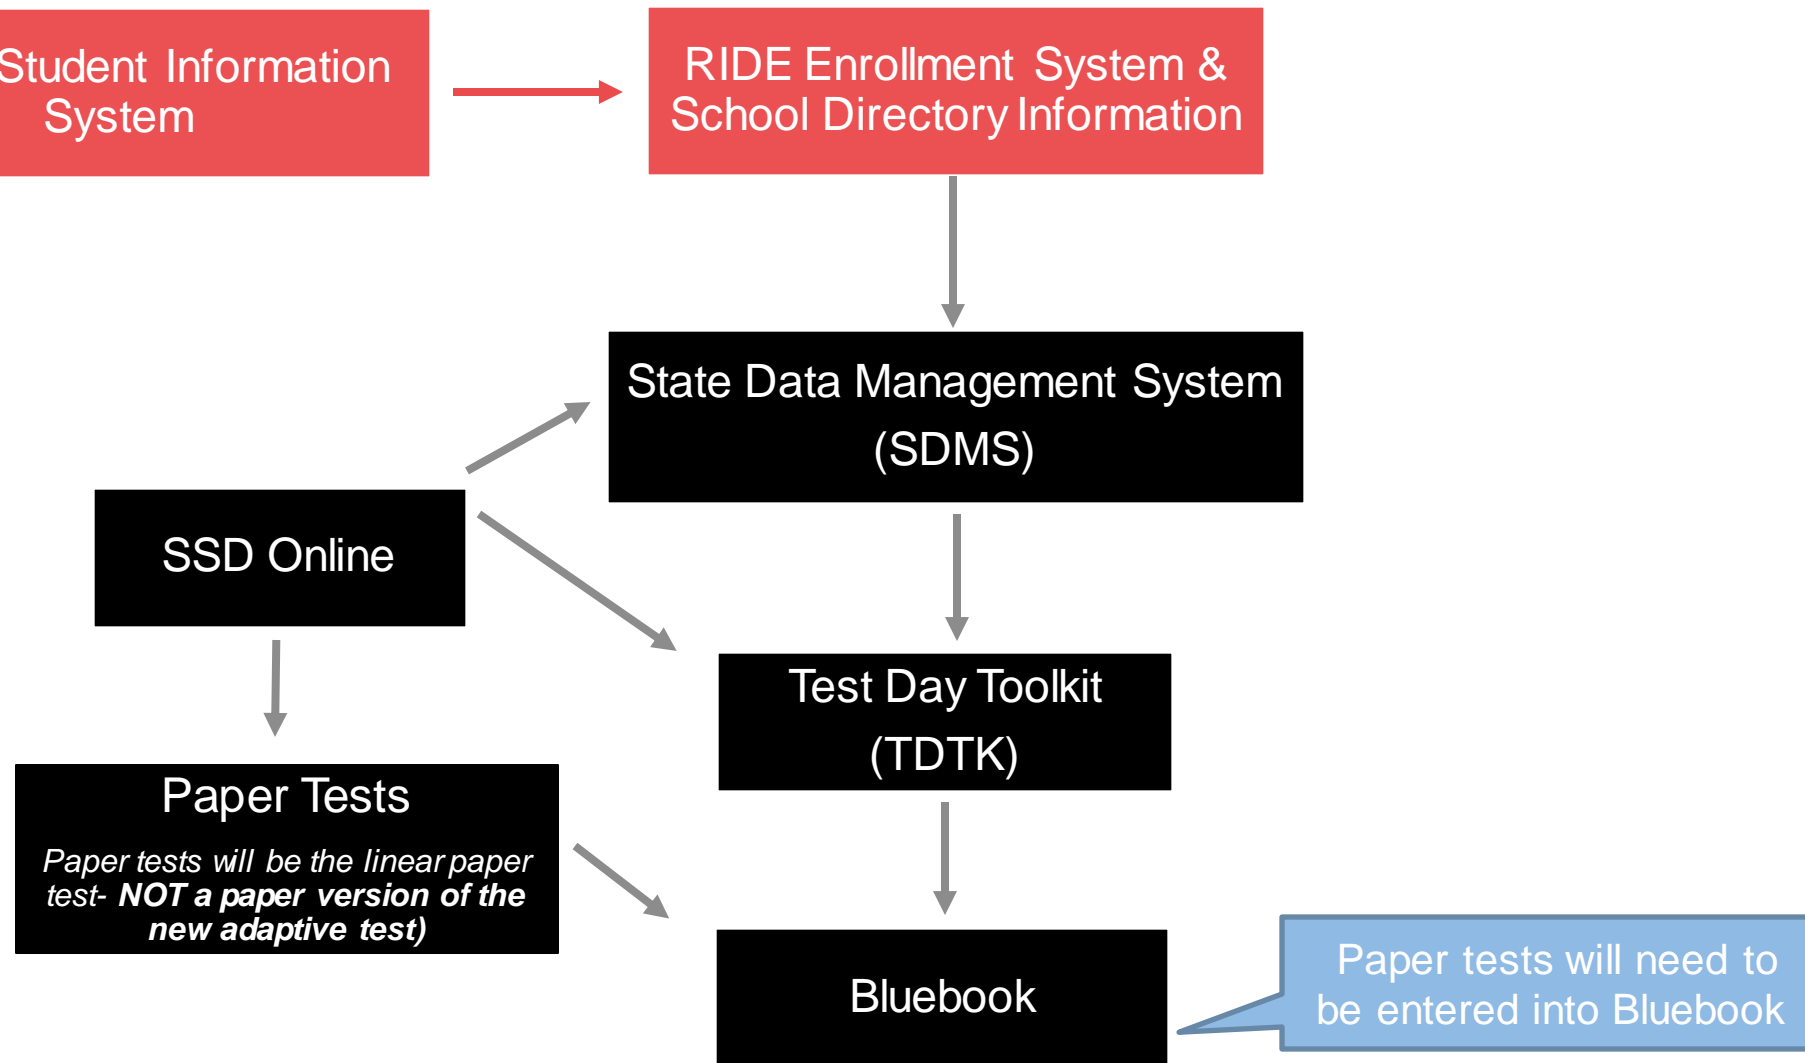 Student Information
System
RIDE Enrollment System &
School Directory Information
State Data Management System
(SDMS)
SSD Online
Test Day Toolkit
(TDTK)
Paper Tests
Paper tests will be the linear paper
test- NOT a paper version of the
new adaptive test)
Bluebook
Paper tests will need to
be entered into Bluebook